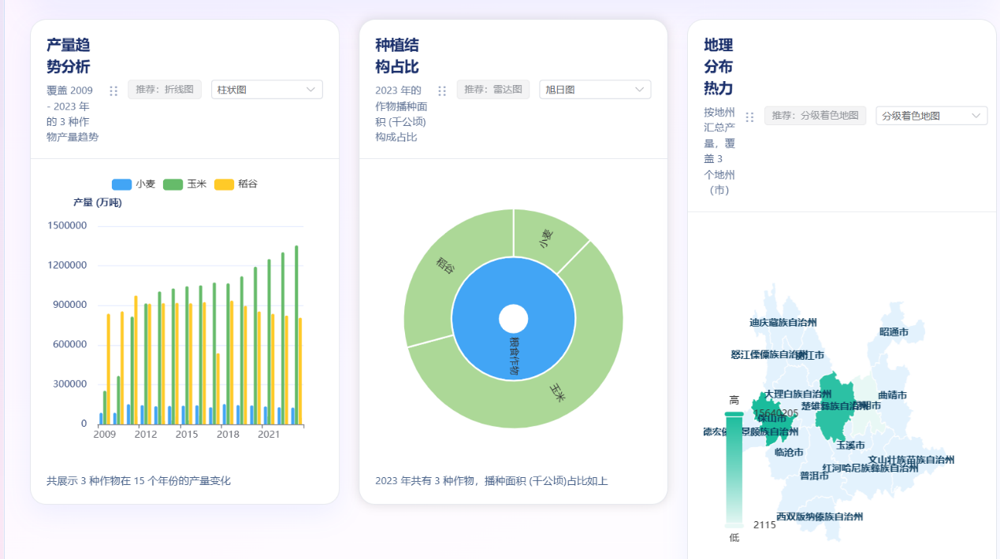 产量趋
势分析
覆盖 2009
- 2023 年
的 3 种作
物产量趋势
推荐：折线图
柱状图
小麦
玉米
稻谷
产量 (万吨)
1500000
1200000
900000
600000
300000
0
2009
2012
2015
2018
2021
共展示 3 种作物在 15 个年份的产量变化
种植结
构占比
2023 年的
作物播种面
积 (千公顷)
构成占比
推荐：雷达图
旭日图
小麦
稻谷
粮食作物
玉米
2023 年共有 3 种作物，播种面积 (千公顷)占比如上
地理
分布
热力
按地州
汇总产
量，覆
盖 3
个地州
（市）
推荐：分级着色地图
分级着色地图
迪庆藏族自治州
昭通市
怒江傈僳族自治州
丽江市
大理白族自治州
曲靖市
高
楚雄彝族自治州
15640205
保山市
景颇族自治州
玉溪市
临沧市
文山壮族苗族自治州
红河哈尼族彝族自治州
普洱市
西双版纳傣族自治州
2115
低